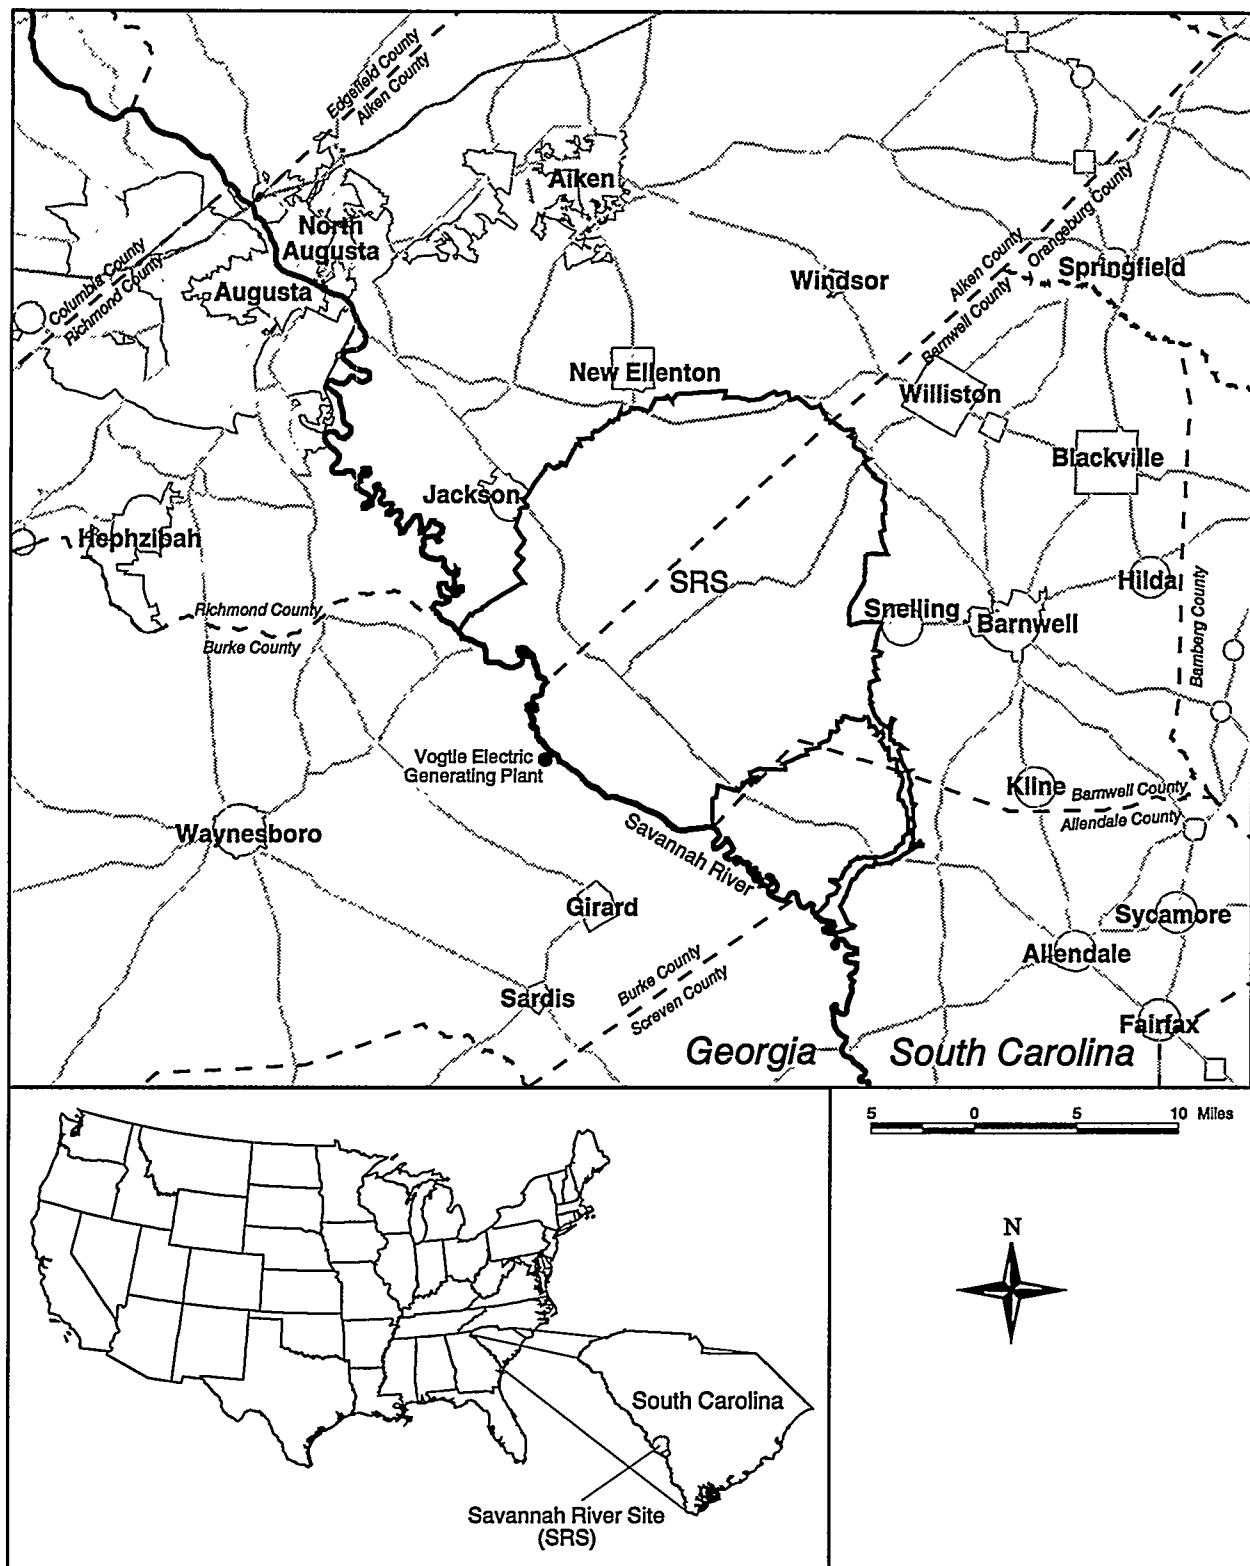 Edgefield County
Aiken County
Aiken
North
Augusta
Columbia County
Richmond County
Augusta
Windsor
Aiken County
Orangeburg County
Barnwell County
Springfield
New Ellenton
Williston
Blackville
Jackson
Hephzibah
SRS
Hilda
Snelling
Barnwell
Bamberg County
Richmond County
Burke County
Vogtle Electric
Generating Plant
Kline
Barnwell County
Allendale County
Waynesboro
Savannah River
Girard
Sycamore
Allendale
Sardis
Burke County
Screven County
Fairfax
Georgia
South Carolina
5 0 5 10 Miles
N
South Carolina
Savannah River Site
(SRS)